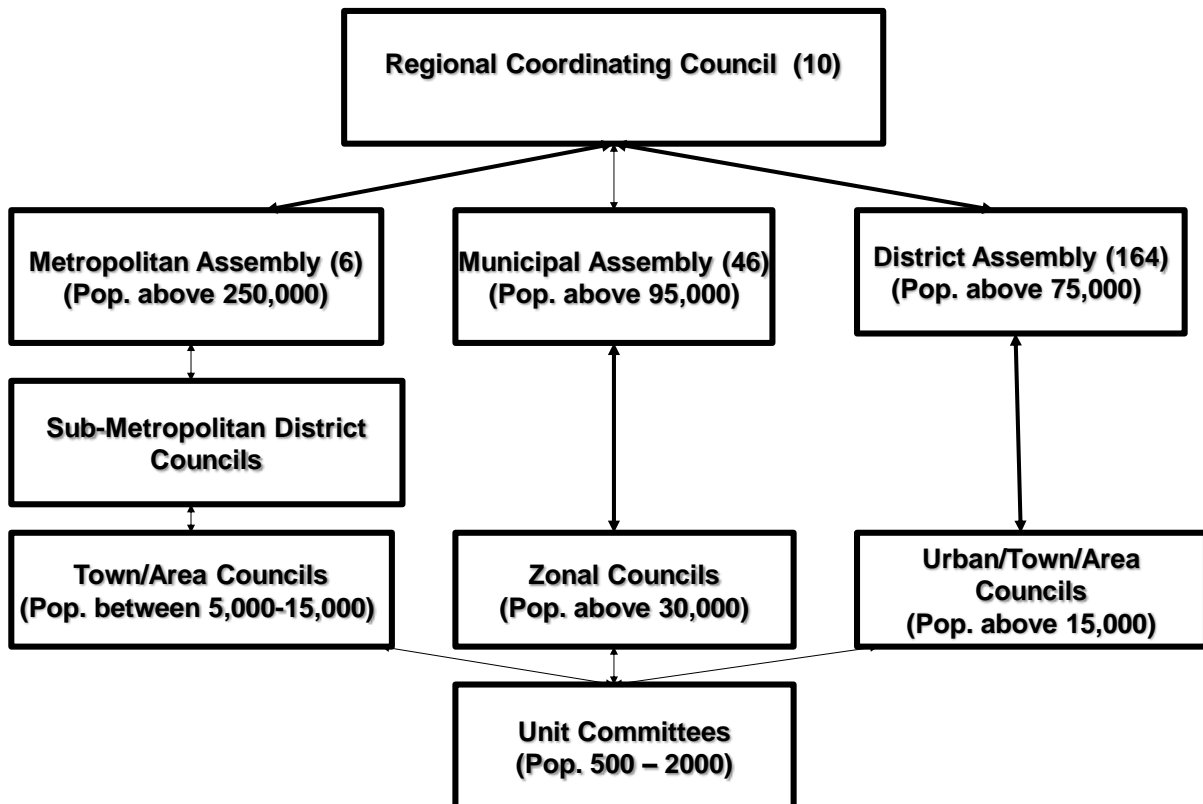 Regional Coordinating Council (10)
Metropolitan Assembly (6)
(Pop. above 250,000)
Municipal Assembly (46)
(Pop. above 95,000)
District Assembly (164)
(Pop. above 75,000)
Sub-Metropolitan District
Councils
Town/Area Councils
(Pop. between 5,000-15,000)
Zonal Councils
(Pop. above 30,000)
Urban/Town/Area
Councils
(Pop. above 15,000)
Unit Committees
(Pop. 500 – 2000)